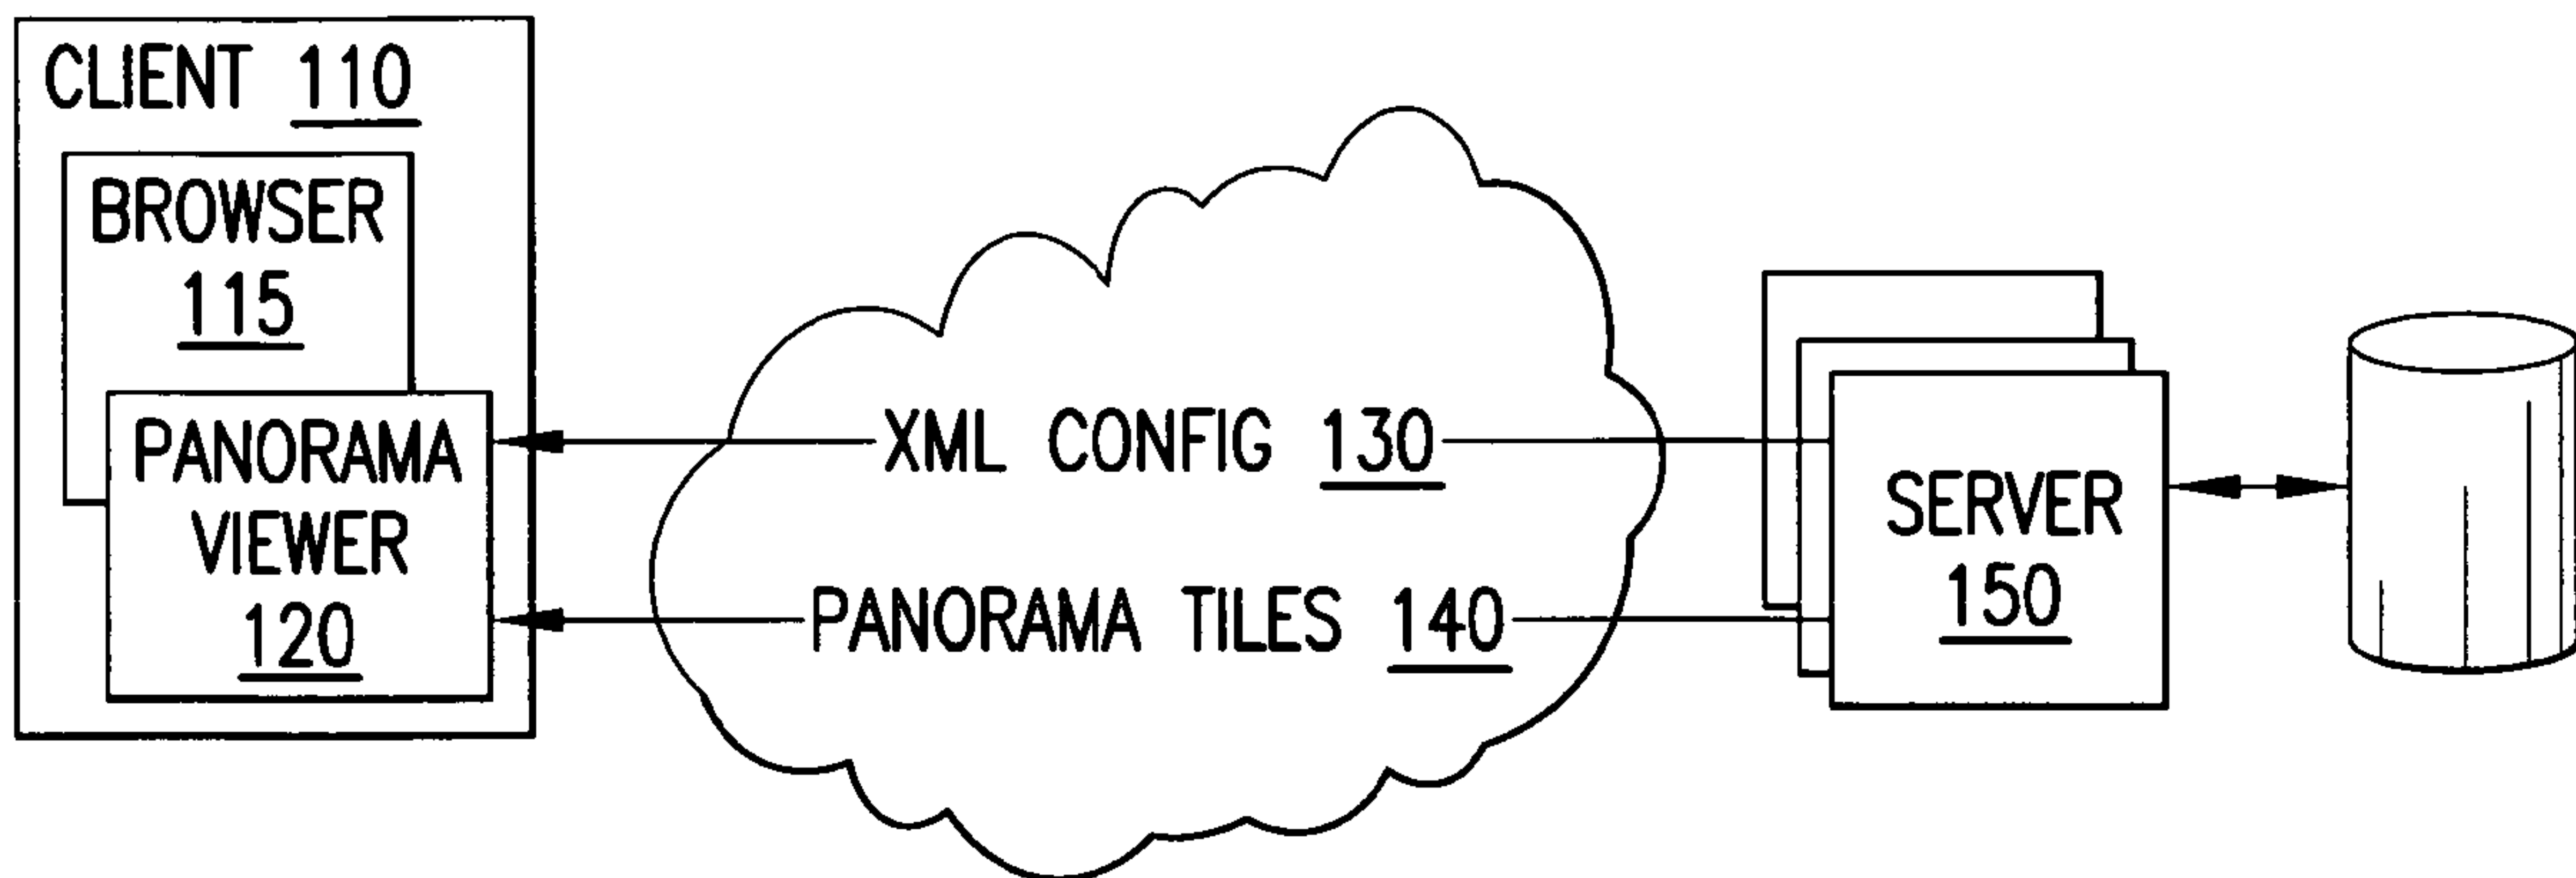 CLIENT 110
BROWSER
115
PANORAMA
VIEWER
120
XML CONFIG 130
PANORAMA TILES 140
SERVER
150